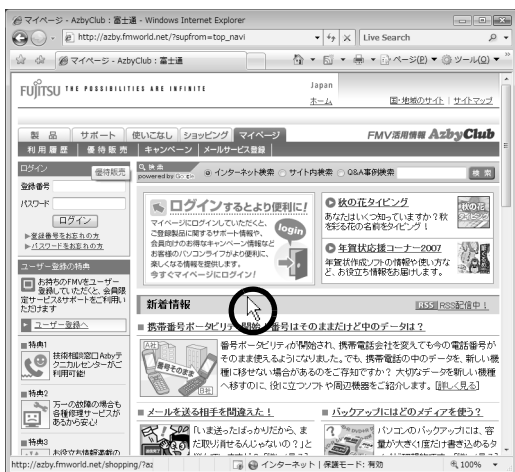 マイページ - AzbyClub : 富士通 - Windows Internet Explorer
http://azby.fmworld.net/?supfrom=top_navi
Live Search
マイページ - AzbyClub : 富士通
ページ(P)
ツール(O)
FUJITSU THE POSSIBILITIES ARE INFINITE
Japan
ホーム
国・地域のサイト | サイトマップ
製品 サポート 使いこなし ショッピング マイページ
FMV活用情報 AzbyClub
利用履歴 優待販売 キャンペーン メールサービス登録
ログイン
優待販売
検索
powered by
インターネット検索 サイト内検索 Q&A事例検索
検索
登録番号
パスワード
ログイン
登録番号をお忘れの方
パスワードをお忘れの方
ログインするとより便利に!
マイページにログインしていただくと、
ご登録製品に関するサポート情報や、
会員向けのお得なキャンペーン情報など
お客様のパソコンライフがより便利に、
楽しくなる情報を提供します。
今すぐマイページにログイン!
login
秋の花タイピング
あなたはいくつ知っていますか?秋
を彩る花の名前をタイピング!
年賀状応援コーナー2007
年賀状作成ソフトの情報や使い方な
ど、お役立ち情報をお届けします。
ユーザー登録の特典
お持ちのFMVをユーザー
登録していただくと、会員限
定サービス&サポートをご利用い
ただけます
ユーザー登録へ
特典1
技術相談窓口Azbyテ
クニカルセンターがご
利用可能!
特典2
万一の故障の場合も
各種修理サービスが
あるから安心!
特典3
お役立ち情報満載の
新着情報
RSS RSS配信中!
携帯番号ポータビリティ開始!番号はそのままだけど中のデータは?
A社
番号そのまま
B社
番号ポータビリティが開始され、携帯電話会社を変えても今の電話番号が
そのまま使えるようになりました。でも、携帯電話の中のデータを、新しい機
種に移せない場合があるのをご存知ですか? 大切なデータを新しい機種
へ移すのに、役に立つソフトや周辺機器をご紹介します。[詳しく見る]
メールを送る相手を間違えた!
「い、いま送ったばっかりだから、ま
だ取り消せるんじゃないの?」と
バックアップにはどのメディアを使う?
パソコンのバックアップには、容
量が大きく1度だけ書き込めるタ
http://azby.fmworld.net/shopping/?az
インターネット | 保護モード: 有効
100%